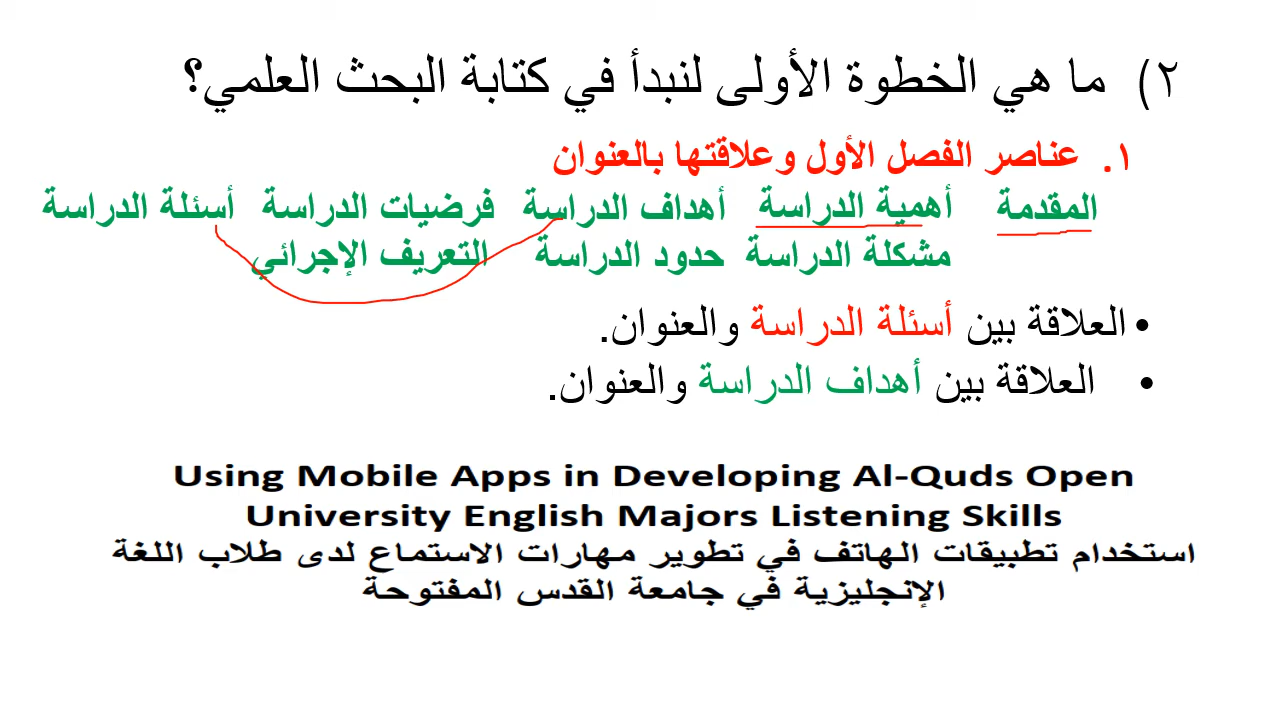 ٢) ما هي الخطوة الأولى لنبدأ في كتابة البحث العلمي؟
١. عناصر الفصل الأول وعلاقتها بالعنوان
المقدمة أهمية الدراسة أهداف الدراسة فرضيات الدراسة أسئلة الدراسة
مشكلة الدراسة حدود الدراسة التعريف الإجرائي
• العلاقة بين أسئلة الدراسة والعنوان.
• العلاقة بين أهداف الدراسة والعنوان.
Using Mobile Apps in Developing Al-Quds Open
University English Majors Listening Skills
استخدام تطبيقات الهاتف في تطوير مهارات الاستماع لدى طلاب اللغة
الإنجليزية في جامعة القدس المفتوحة